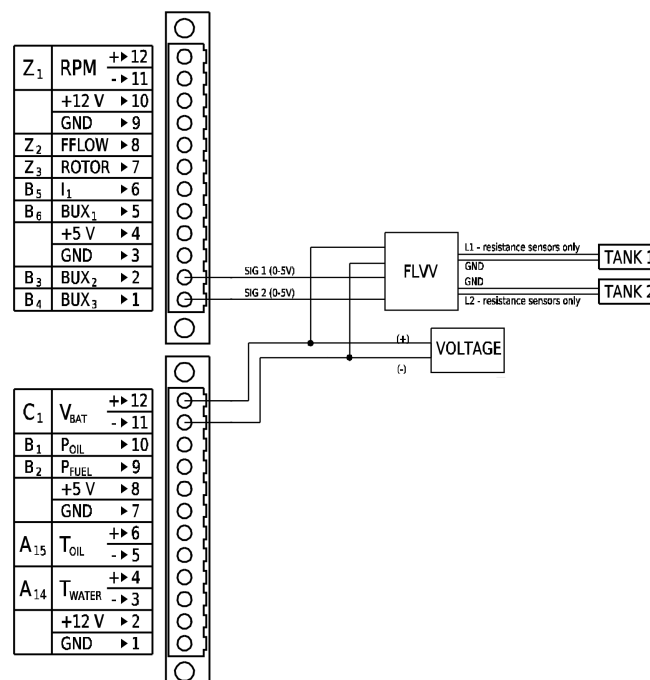 Z1 RPM +▶12
-▶11
+12 V ▶10
GND ▶9
Z2 FFLOW ▶8
Z3 ROTOR ▶7
B5 I1 ▶6
B6 BUX1 ▶5
+5 V ▶4
GND ▶3
B3 BUX2 ▶2
B4 BUX3 ▶1
SIG 1 (0-5V)
SIG 2 (0-5V)
FLVV
L1 - resistance sensors only
GND
GND
L2 - resistance sensors only
TANK 1
TANK 2
(+)
(-)
VOLTAGE
C1 VBAT +▶12
-▶11
B1 POIL ▶10
B2 PFUEL ▶9
+5 V ▶8
GND ▶7
A15 TOIL +▶6
-▶5
A14 TWATER +▶4
-▶3
+12 V ▶2
GND ▶1